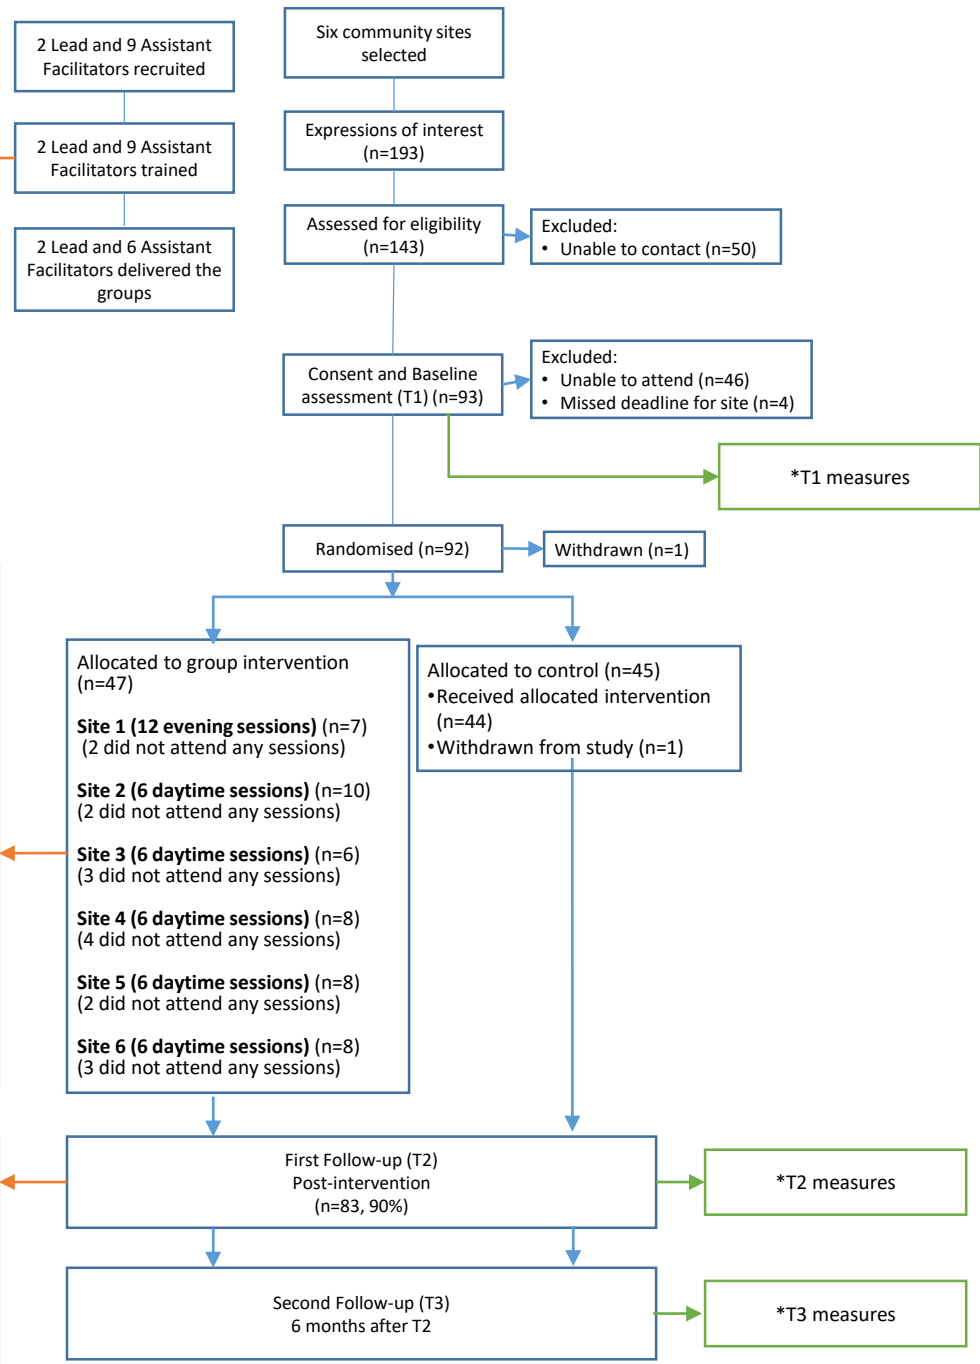 2 Lead and 9 Assistant
Facilitators recruited
2 Lead and 9 Assistant
Facilitators trained
2 Lead and 6 Assistant
Facilitators delivered the
groups
Six community sites
selected
Expressions of interest
(n=193)
Assessed for eligibility
(n=143)
Excluded:
• Unable to contact (n=50)
Consent and Baseline
assessment (T1) (n=93)
Excluded:
• Unable to attend (n=46)
• Missed deadline for site (n=4)
*T1 measures
Randomised (n=92)
Withdrawn (n=1)
Allocated to group intervention
(n=47)
Site 1 (12 evening sessions) (n=7)
(2 did not attend any sessions)
Site 2 (6 daytime sessions) (n=10)
(2 did not attend any sessions)
Site 3 (6 daytime sessions) (n=6)
(3 did not attend any sessions)
Site 4 (6 daytime sessions) (n=8)
(4 did not attend any sessions)
Site 5 (6 daytime sessions) (n=8)
(2 did not attend any sessions)
Site 6 (6 daytime sessions) (n=8)
(3 did not attend any sessions)
Allocated to control (n=45)
•Received allocated intervention
(n=44)
•Withdrawn from study (n=1)
First Follow-up (T2)
Post-intervention
(n=83, 90%)
*T2 measures
Second Follow-up (T3)
6 months after T2
*T3 measures